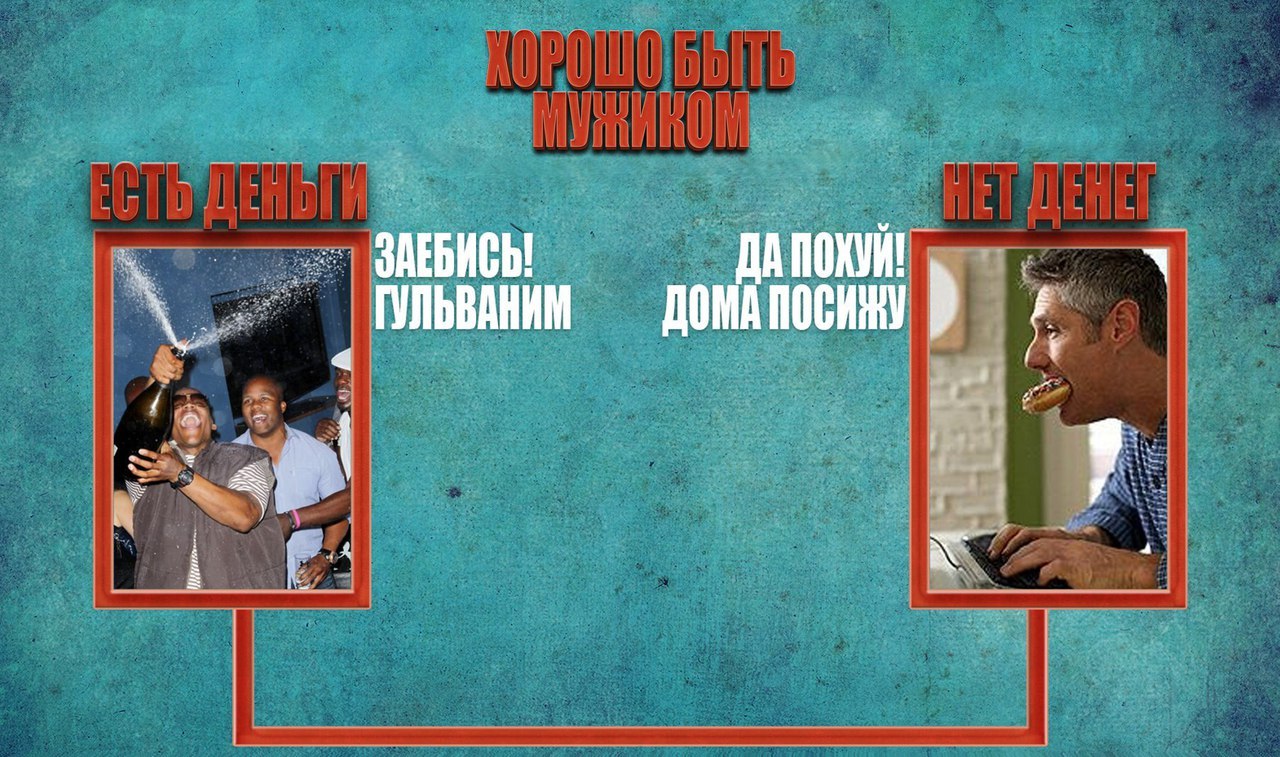 ХОРОШО БЫТЬ
МУЖИКОМ
ЕСТЬ ДЕНЬГИ
НЕТ ДЕНЕГ
ЗАЕБИСЬ!
ГУЛЬВАНИМ
ДА ПОХУЙ!
ДОМА ПОСИЖУ